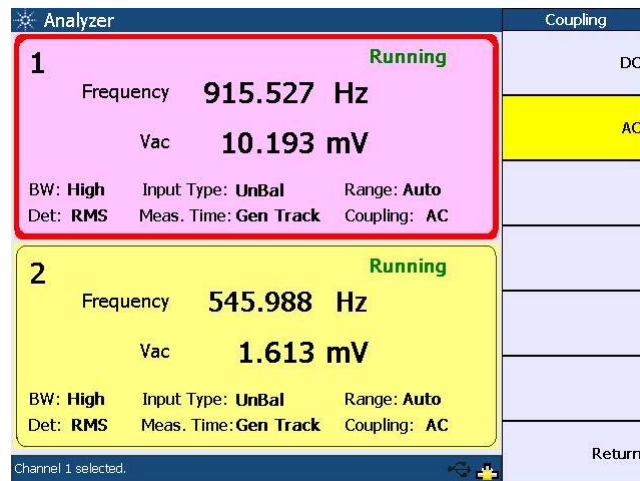 Analyzer
1
Running
Frequency 915.527 Hz
Vac 10.193 mV
BW: High Input Type: UnBal Range: Auto
Det: RMS Meas. Time: Gen Track Coupling: AC
2
Running
Frequency 545.988 Hz
Vac 1.613 mV
BW: High Input Type: UnBal Range: Auto
Det: RMS Meas. Time: Gen Track Coupling: AC
Channel 1 selected.
Coupling
DC
AC
Return